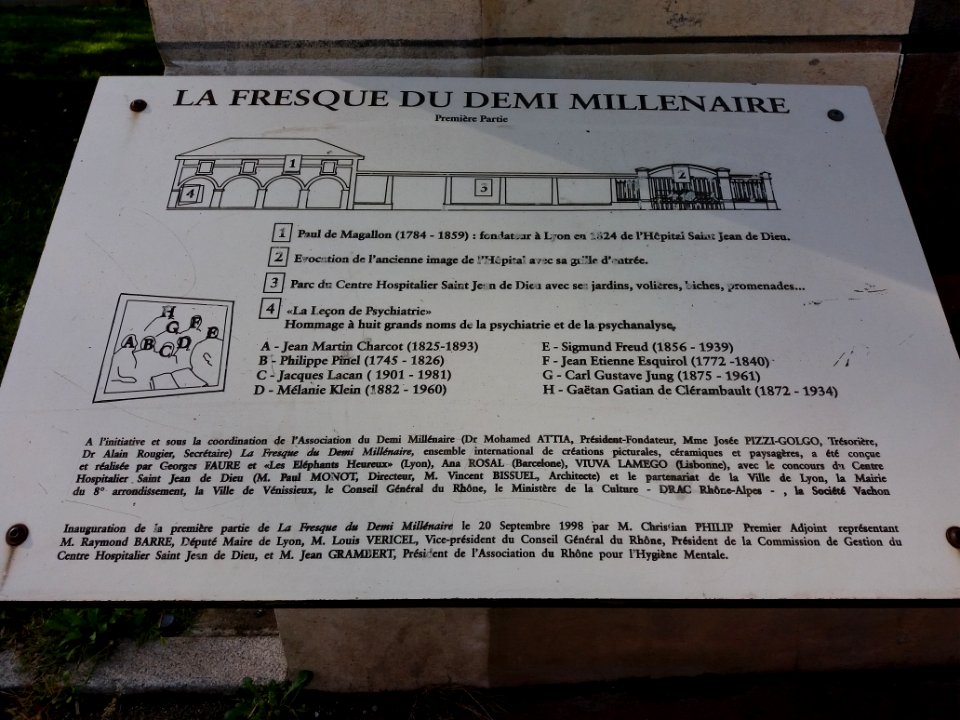 LA FRESQUE DU DEMI MILLENAIRE
Première Partie
1
2
3
4
1 Paul de Magallon (1784 - 1859) : fondateur à Lyon en 1824 de l'Hôpital Saint Jean de Dieu.
2 Evocation de l'ancienne image de l'Hôpital avec sa grille d'entrée.
3 Parc du Centre Hospitalier Saint Jean de Dieu avec ses jardins, volières, biches, promenades...
4 «La Leçon de Psychiatrie»
Hommage à huit grands noms de la psychiatrie et de la psychanalyse.
H
G F
A B C D E
A - Jean Martin Charcot (1825-1893)
B - Philippe Pinel (1745 - 1826)
C - Jacques Lacan ( 1901 - 1981)
D - Mélanie Klein (1882 - 1960)
E - Sigmund Freud (1856 - 1939)
F - Jean Etienne Esquirol (1772 -1840)
G - Carl Gustave Jung (1875 - 1961)
H - Gaëtan Gatian de Clérambault (1872 - 1934)
A l'initiative et sous la coordination de l'Association du Demi Millénaire (Dr Mohamed ATTIA, Président-Fondateur, Mme Josée PIZZI-GOLGO, Trésorière,
Dr Alain Rougier, Secrétaire) La Fresque du Demi Millénaire, ensemble international de créations picturales, céramiques et paysagères, a été conçue
et réalisée par Georges FAURE et «Les Eléphants Heureux» (Lyon), Ana ROSAL (Barcelone), VIUVA LAMEGO (Lisbonne), avec le concours du Centre
Hospitalier Saint Jean de Dieu (M. Paul MONOT, Directeur, M. Vincent BISSUEL, Architecte) et le partenariat de la Ville de Lyon, la Mairie
du 8° arrondissement, la Ville de Vénissieux, le Conseil Général du Rhône, le Ministère de la Culture - DRAC Rhône-Alpes - , la Société Vachon
Inauguration de la première partie de La Fresque du Demi Millénaire le 20 Septembre 1998 par M. Christian PHILIP Premier Adjoint représentant
M. Raymond BARRE, Député Maire de Lyon, M. Louis VERICEL, Vice-président du Conseil Général du Rhône, Président de la Commission de Gestion du
Centre Hospitalier Saint Jean de Dieu, et M. Jean GRAMBERT, Président de l'Association du Rhône pour l'Hygiène Mentale.